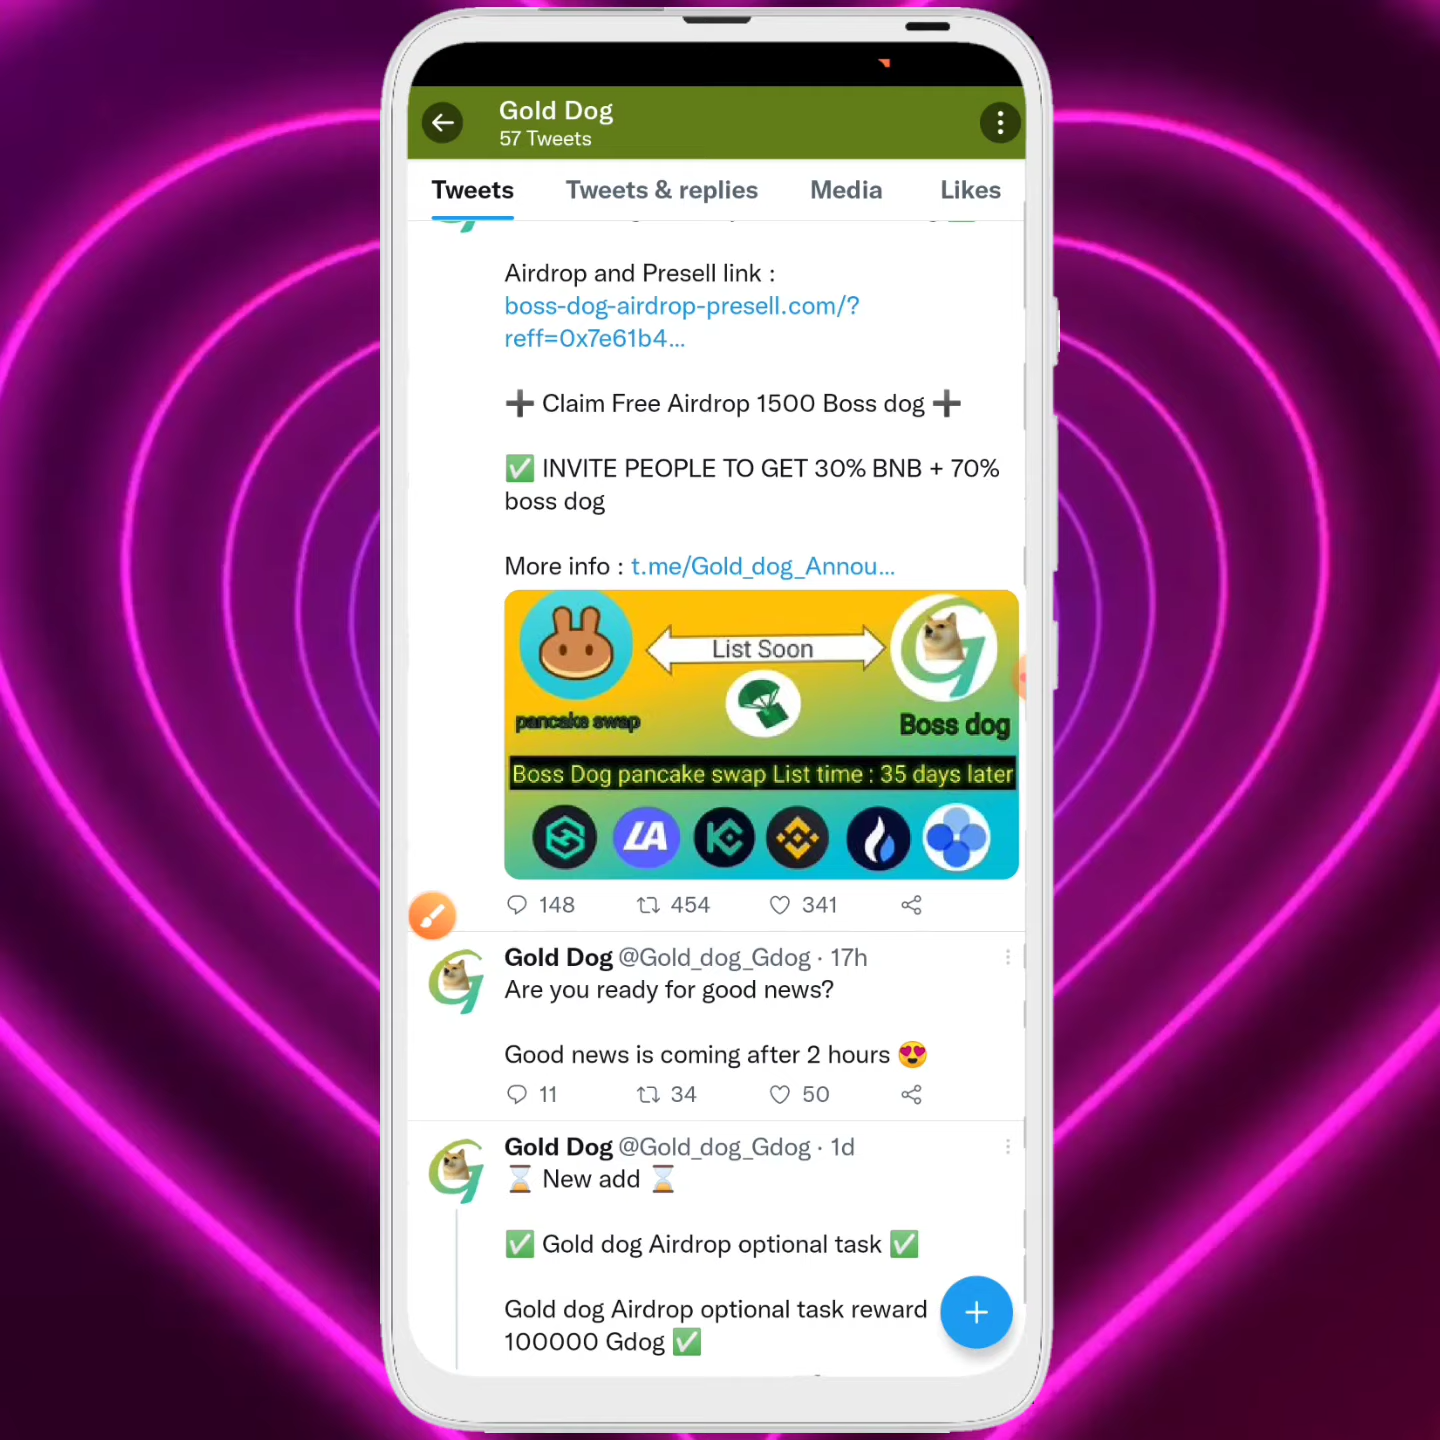 Gold Dog
57 Tweets
Tweets
Tweets & replies
Media
Likes
Airdrop and Presell link :
boss-dog-airdrop-presell.com/?
reff=0x7e61b4...
➕ Claim Free Airdrop 1500 Boss dog ➕
✅ INVITE PEOPLE TO GET 30% BNB + 70%
boss dog
More info : t.me/Gold_dog_Annou...
List Soon
pancake swap
Boss dog
Boss Dog pancake swap List time : 35 days later
148
454
341
Gold Dog @Gold_dog_Gdog · 17h
Are you ready for good news?
Good news is coming after 2 hours 😍
11
34
50
Gold Dog @Gold_dog_Gdog · 1d
⏳ New add ⏳
✅ Gold dog Airdrop optional task ✅
Gold dog Airdrop optional task reward
100000 Gdog ✅